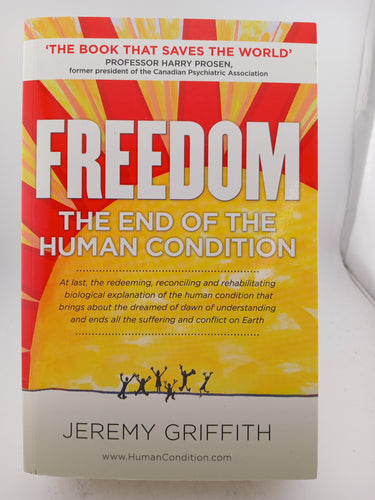 'THE BOOK THAT SAVES THE WORLD'
PROFESSOR HARRY PROSEN,
former president of the Canadian Psychiatric Association
FREEDOM
THE END OF THE
HUMAN CONDITION
At last, the redeeming, reconciling and rehabilitating
biological explanation of the human condition that
brings about the dreamed of dawn of understanding
and ends all the suffering and conflict on Earth
JEREMY GRIFFITH
www.HumanCondition.com